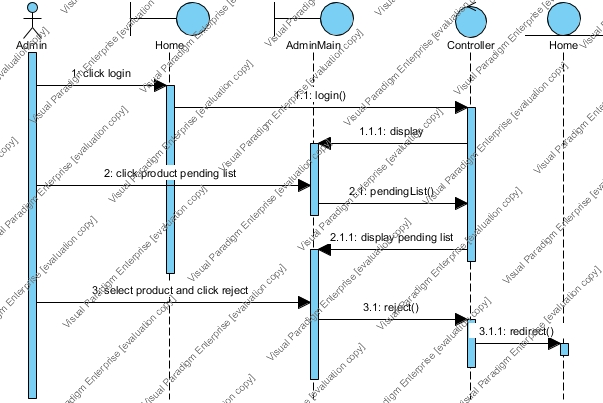 Admin
Home
AdminMain
Controller
Home
1: click login
1.1: login()
1.1.1: display
2: click product pending list
2.1: pendingList()
2.1.1: display pending list
3: select product and click reject
3.1: reject()
3.1.1: redirect()
Visual Paradigm Enterprise [evaluation copy]